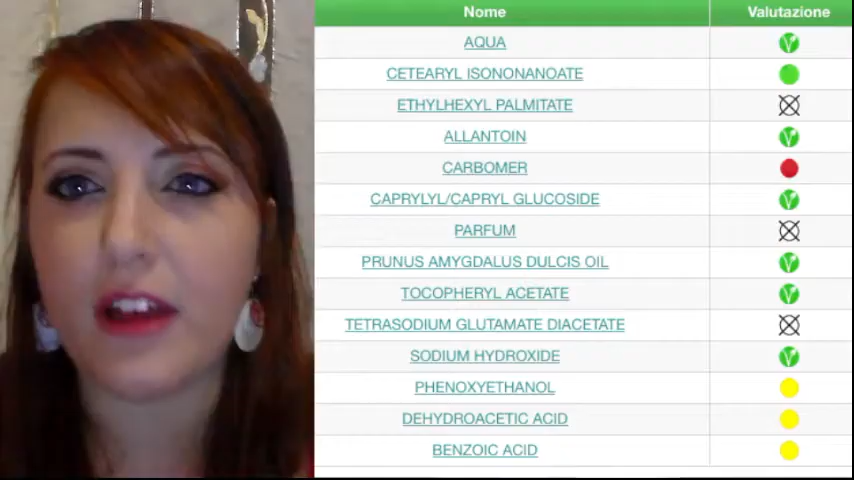 Nome Valutazione
AQUA
CETEARYL ISONONANOATE
ETHYLHEXYL PALMITATE
ALLANTOIN
CARBOMER
CAPRYLYL/CAPRYL GLUCOSIDE
PARFUM
PRUNUS AMYGDALUS DULCIS OIL
TOCOPHERYL ACETATE
TETRASODIUM GLUTAMATE DIACETATE
SODIUM HYDROXIDE
PHENOXYETHANOL
DEHYDROACETIC ACID
BENZOIC ACID